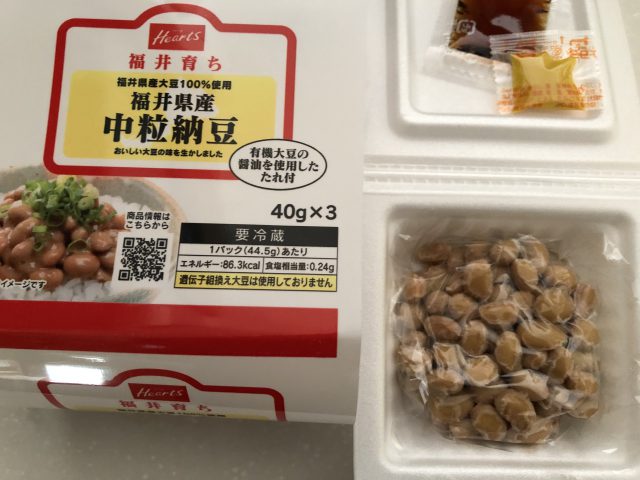 Hearts
福井育ち
福井県産大豆100%使用
福井県産
中粒納豆
おいしい大豆の味を生かしました
有機大豆の
醤油を使用した
たれ付
40g×3
商品情報は
こちらから
要冷蔵
1パック(44.5g)あたり
エネルギー:86.3kcal 食塩相当量:0.24g
遺伝子組換え大豆は使用しておりません
イメージです
Hearts
福井育ち